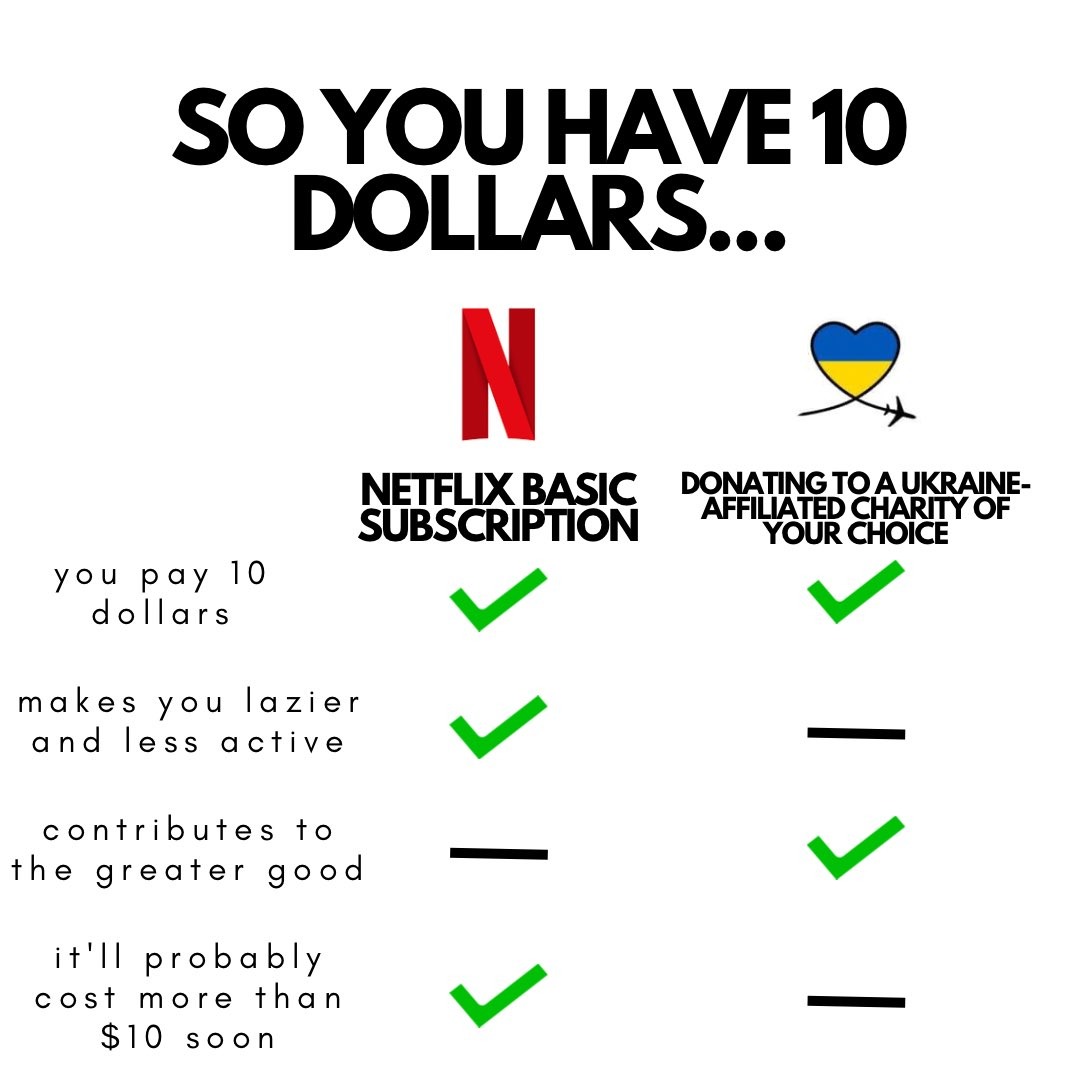 SO YOU HAVE 10
DOLLARS...
N
NETFLIX BASIC
SUBSCRIPTION
DONATING TO A UKRAINE-
AFFILIATED CHARITY OF
YOUR CHOICE
you pay 10
dollars
makes you lazier
and less active
contributes to
the greater good
it'll probably
cost more than
$10 soon